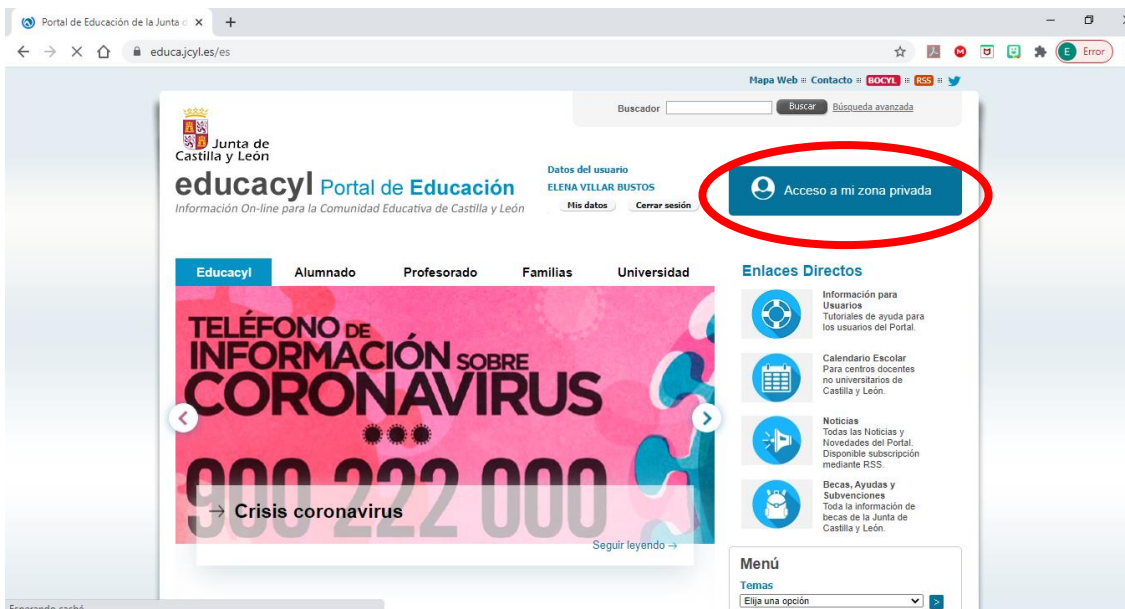 Portal de Educación de la Junta d
educa.jcyl.es/es
E Error
Mapa Web Contacto BOCYL RSS
Buscador Buscar Búsqueda avanzada
Junta de
Castilla y León
educacyl Portal de Educación
Información On-line para la Comunidad Educativa de Castilla y León
Datos del usuario
ELENA VILLAR BUSTOS
Mis datos Cerrar sesión
Acceso a mi zona privada
Educacyl Alumnado Profesorado Familias Universidad
TELÉFONO DE
INFORMACIÓN SOBRE
CORONAVIRUS
900 222 000
→ Crisis coronavirus
Seguir leyendo →
Enlaces Directos
Información para
Usuarios
Tutoriales de ayuda para
los usuarios del Portal.
Calendario Escolar
Para centros docentes
no universitarios de
Castilla y León.
Noticias
Todas las Noticias y
Novedades del Portal.
Disponible subscripción
mediante RSS.
Becas, Ayudas y
Subvenciones
Toda la información de
becas de la Junta de
Castilla y León.
Menú
Temas
Elija una opción >
Esperando caché